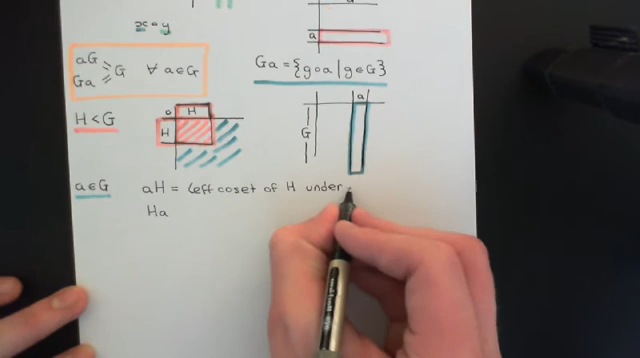 x = y
a
aG = G ∀ a∈G
Ga = G
Ga = {g∘a | g∈G}
H < G
∘ H
H
a
G
a∈G aH = Left coset of H under
Ha